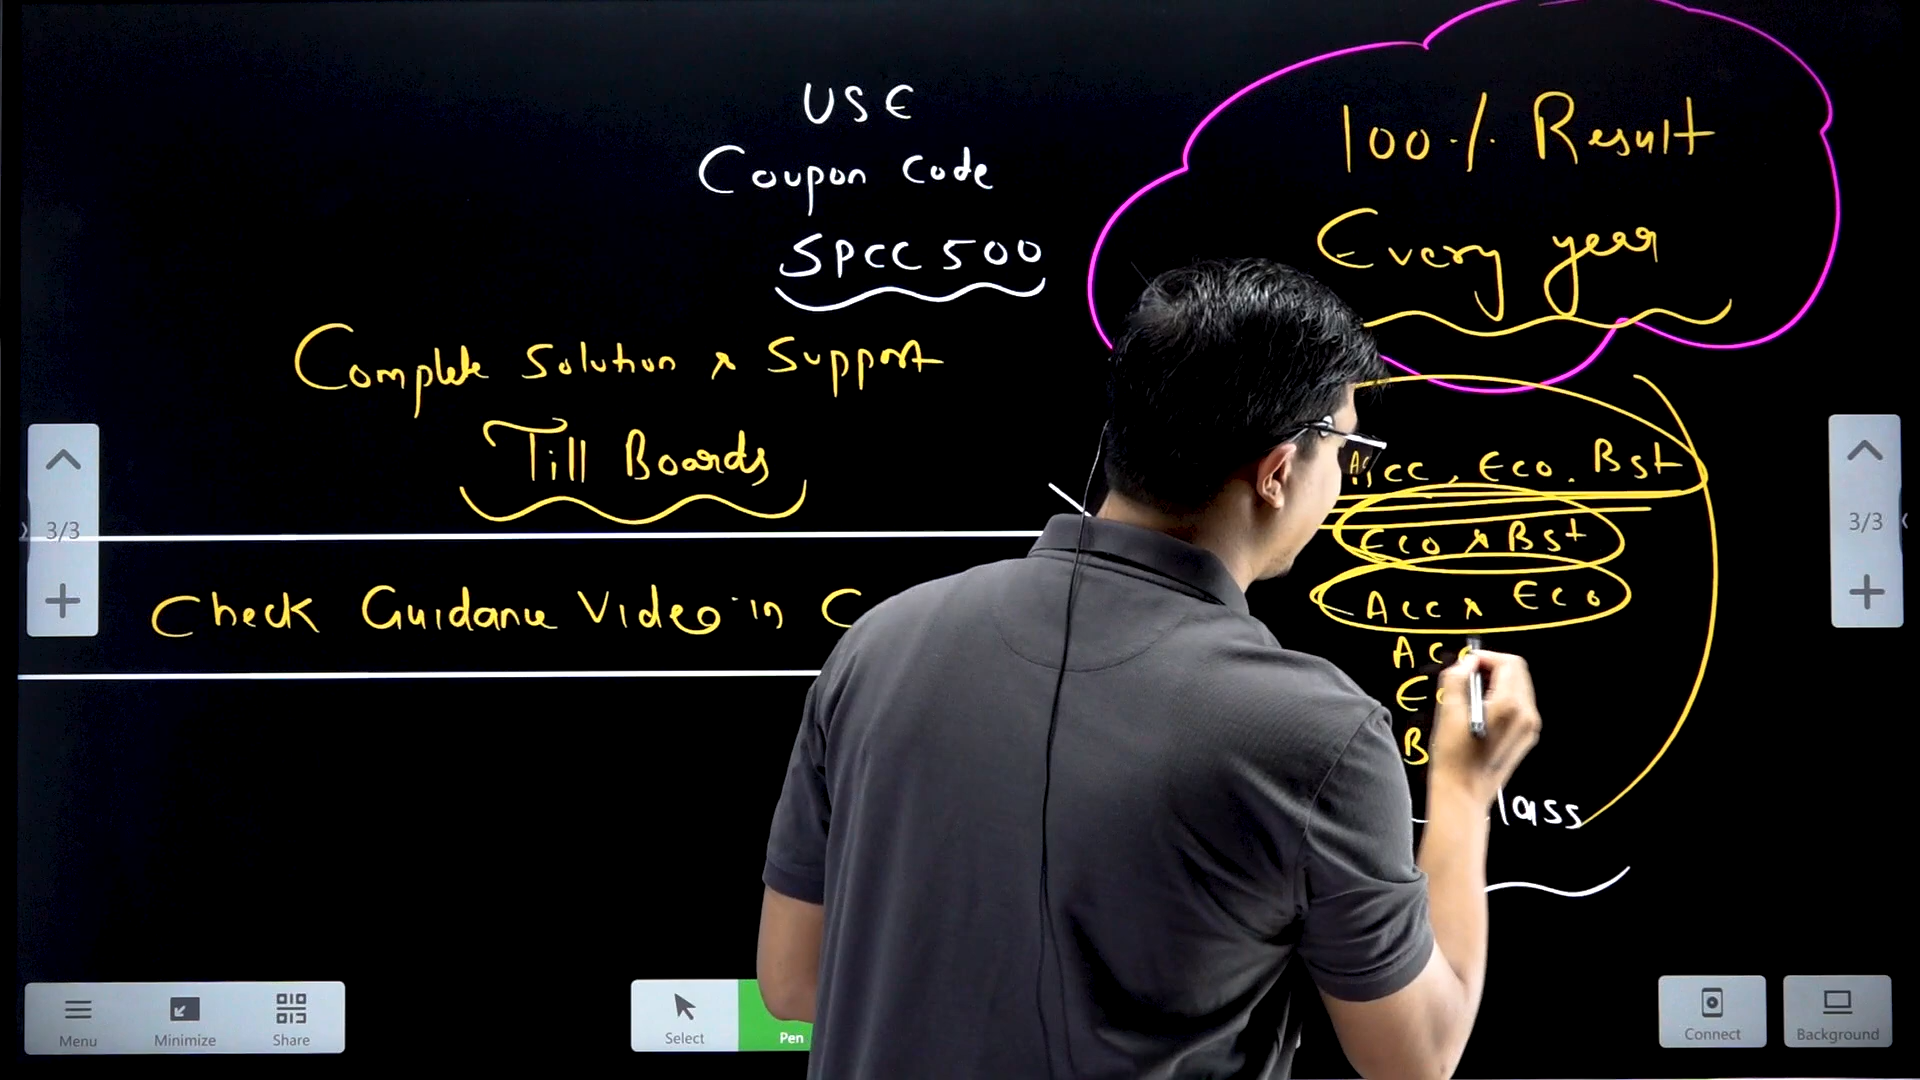 USE
Coupon Code
SPCC 500
100% Result
Every year
Complete Solution & Support
Till Boards
Acc, Eco, Bst
Eco & Bst
Acc & Eco
Check Guidance Video in
3/3
3/3
Menu
Minimize
Share
Select
Pen
Connect
Background